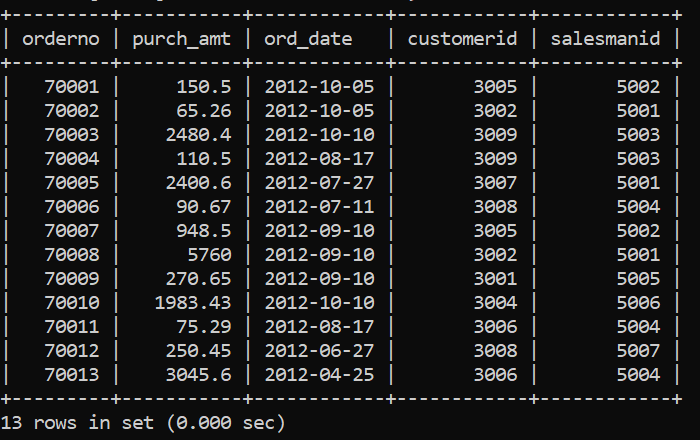 +---------+-----------+------------+------------+------------+
| orderno | purch_amt | ord_date   | customerid | salesmanid |
+---------+-----------+------------+------------+------------+
|   70001 |     150.5 | 2012-10-05 |       3005 |       5002 |
|   70002 |     65.26 | 2012-10-05 |       3002 |       5001 |
|   70003 |    2480.4 | 2012-10-10 |       3009 |       5003 |
|   70004 |     110.5 | 2012-08-17 |       3009 |       5003 |
|   70005 |    2400.6 | 2012-07-27 |       3007 |       5001 |
|   70006 |     90.67 | 2012-07-11 |       3008 |       5004 |
|   70007 |     948.5 | 2012-09-10 |       3005 |       5002 |
|   70008 |      5760 | 2012-09-10 |       3002 |       5001 |
|   70009 |    270.65 | 2012-09-10 |       3001 |       5005 |
|   70010 |   1983.43 | 2012-10-10 |       3004 |       5006 |
|   70011 |     75.29 | 2012-08-17 |       3006 |       5004 |
|   70012 |    250.45 | 2012-06-27 |       3008 |       5007 |
|   70013 |    3045.6 | 2012-04-25 |       3006 |       5004 |
+---------+-----------+------------+------------+------------+
13 rows in set (0.000 sec)